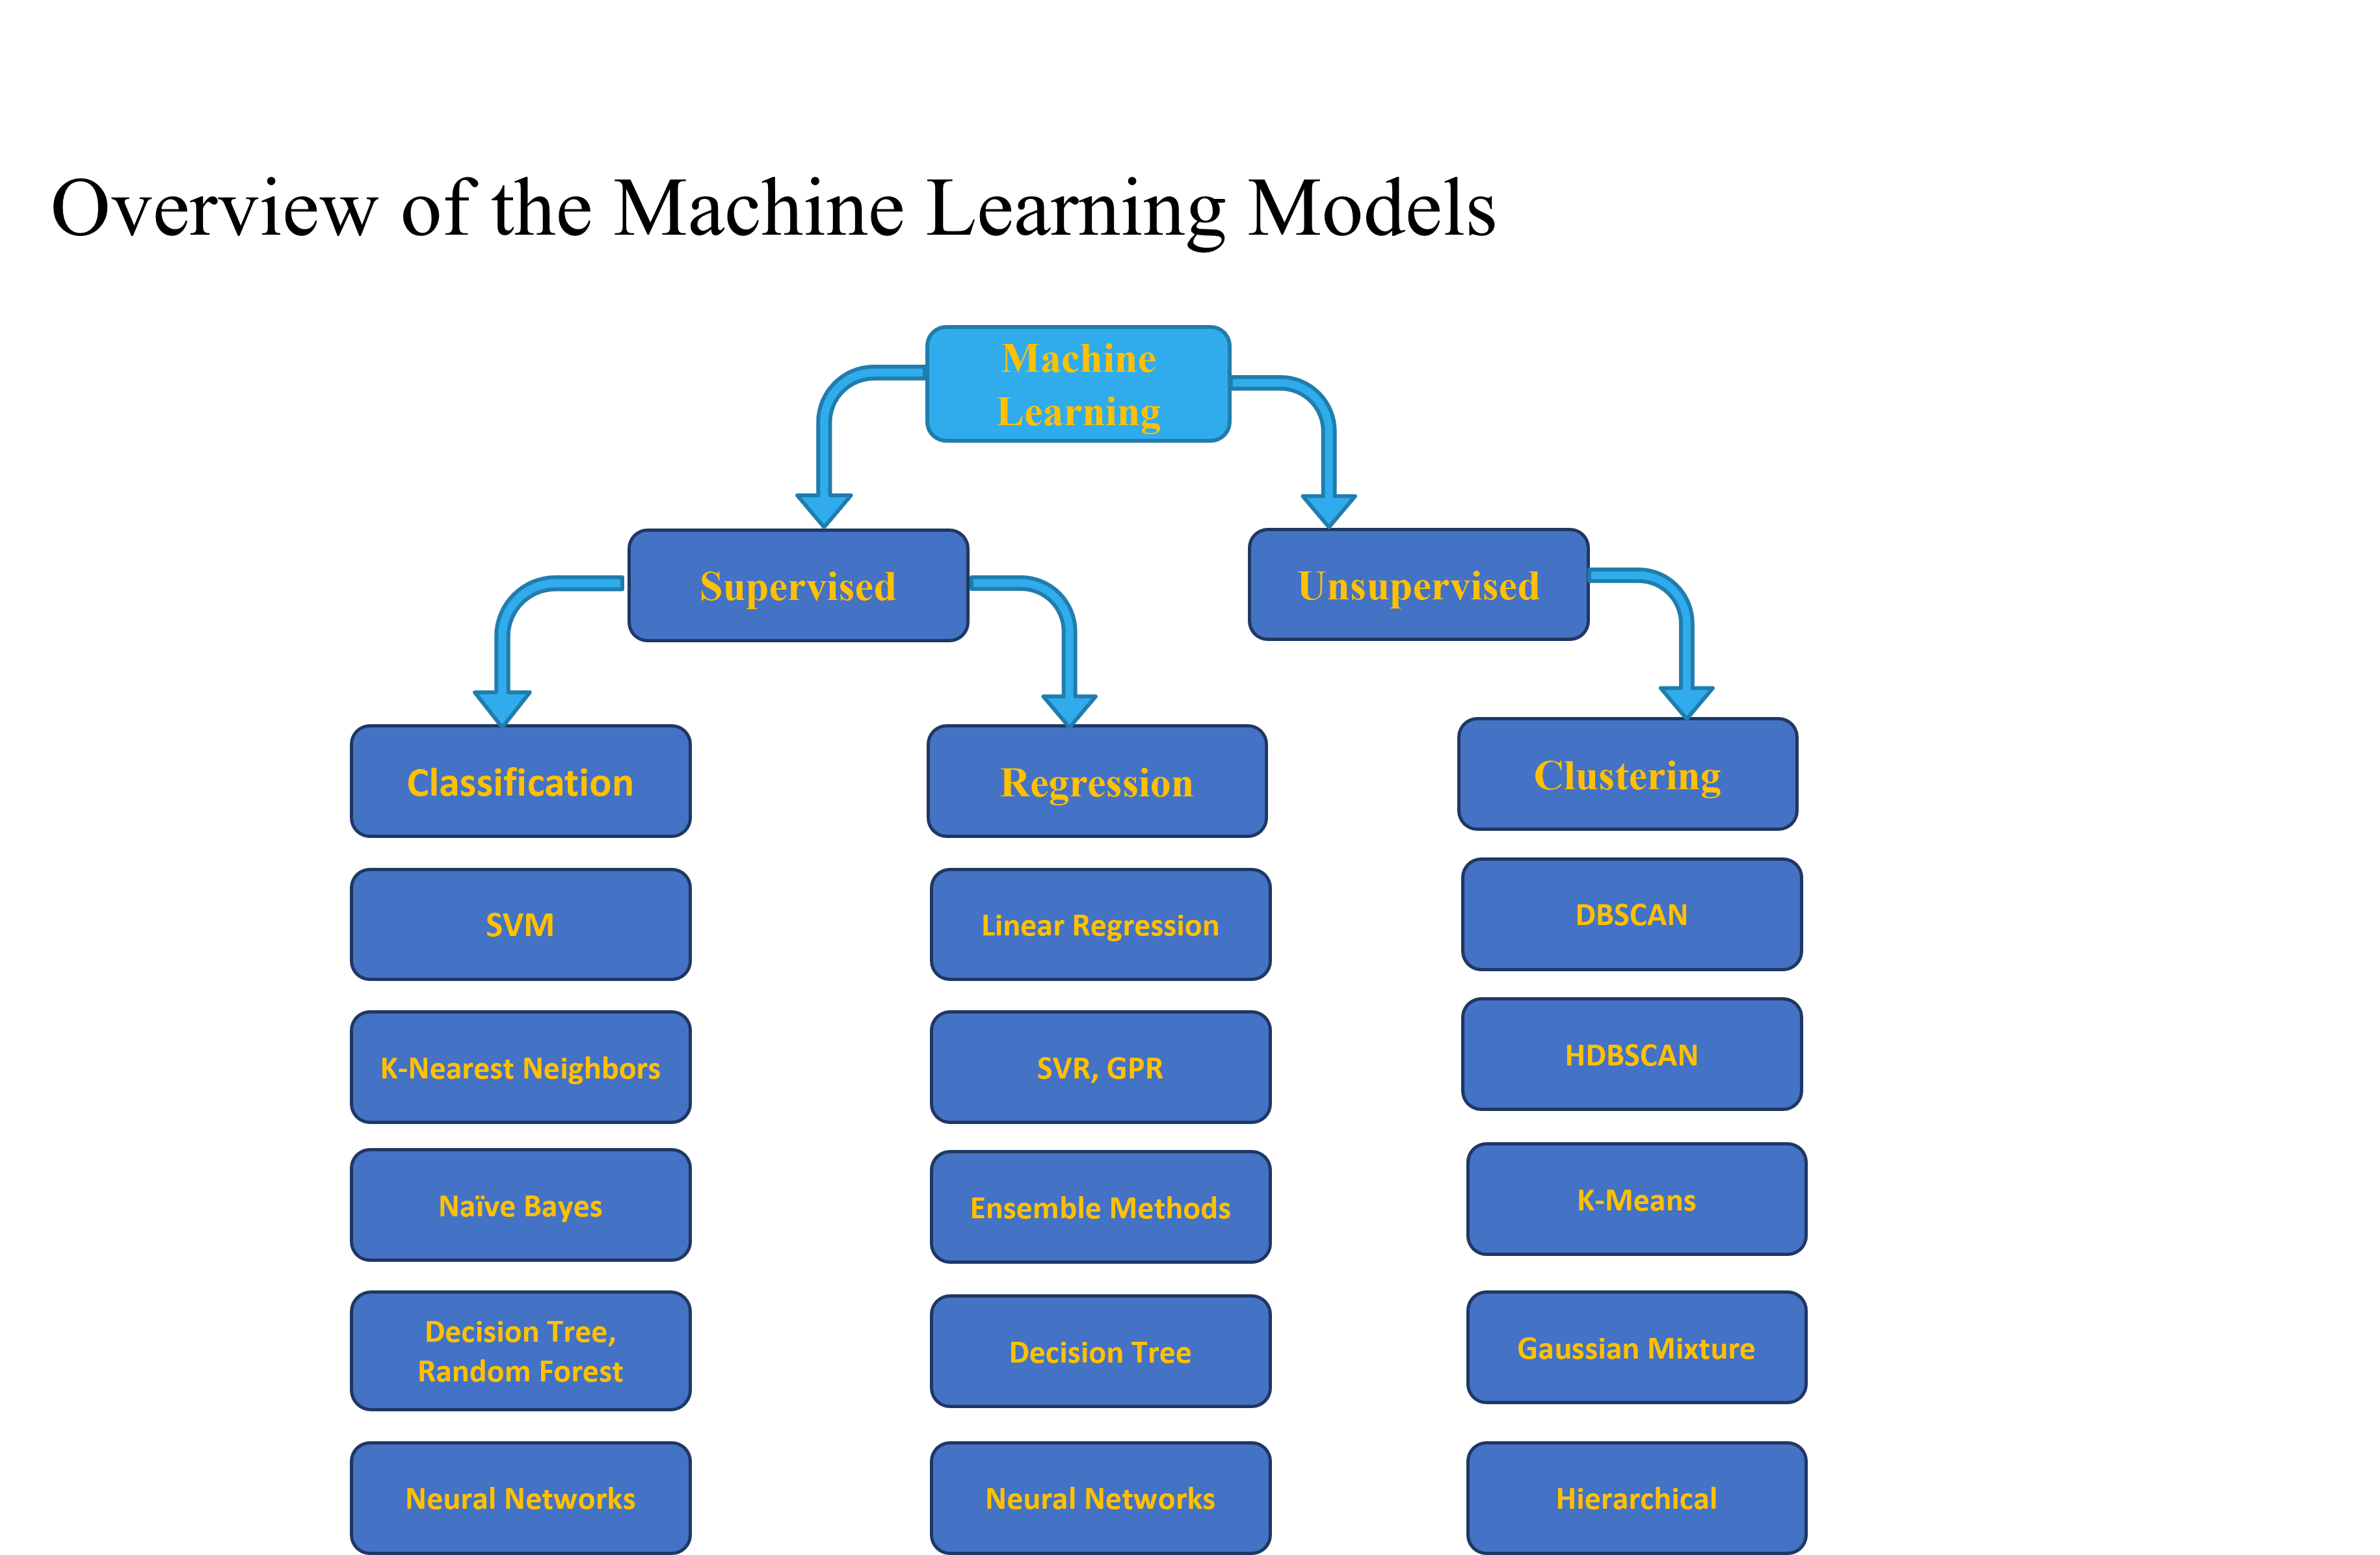 Overview of the Machine Learning Models
Machine
Learning
Supervised
Unsupervised
Classification
Regression
Clustering
SVM
Linear Regression
DBSCAN
K-Nearest Neighbors
SVR, GPR
HDBSCAN
Naïve Bayes
Ensemble Methods
K-Means
Decision Tree,
Random Forest
Decision Tree
Gaussian Mixture
Neural Networks
Neural Networks
Hierarchical